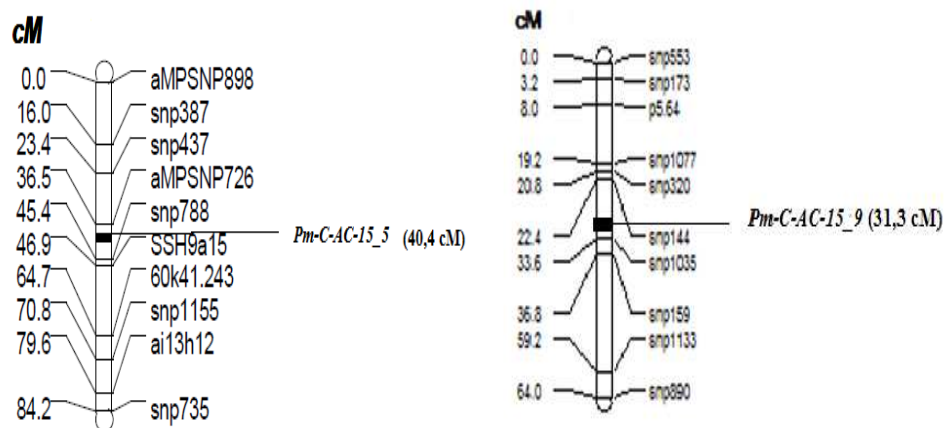 cM
0.0 aMPSNP898
16.0 snp387
23.4 snp437
36.5 aMPSNP726
45.4 snp788
46.9 SSH9a15
64.7 60k41.243
70.8 snp1155
79.6 ai13h12
84.2 snp735
Pm-C-AC-15_5 (40,4 cM)
cM
0.0 snp553
3.2 snp173
8.0 p5.64
19.2 snp1077
20.8 snp320
22.4 snp144
33.6 snp1035
36.8 snp159
59.2 snp1133
64.0 snp890
Pm-C-AC-15_9 (31,3 cM)